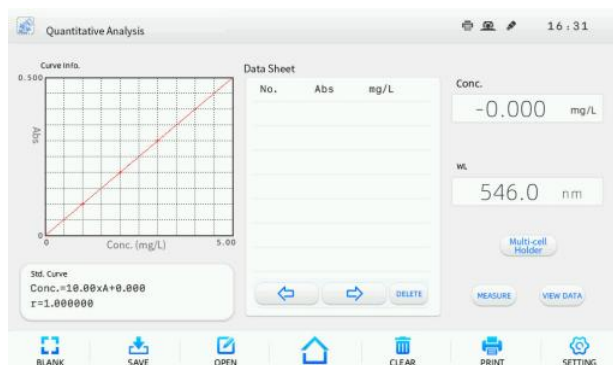 Quantitative Analysis
16:31
Curve Info.
0.500
Abs
0
Conc. (mg/L)
5.00
Std. Curve
Conc.=10.00xA+0.000
r=1.000000
Data Sheet
No. Abs mg/L
DELETE
Conc.
-0.000 mg/L
WL
546.0 nm
Multi-cell
Holder
MEASURE
VIEW DATA
BLANK
SAVE
OPEN
CLEAR
PRINT
SETTING